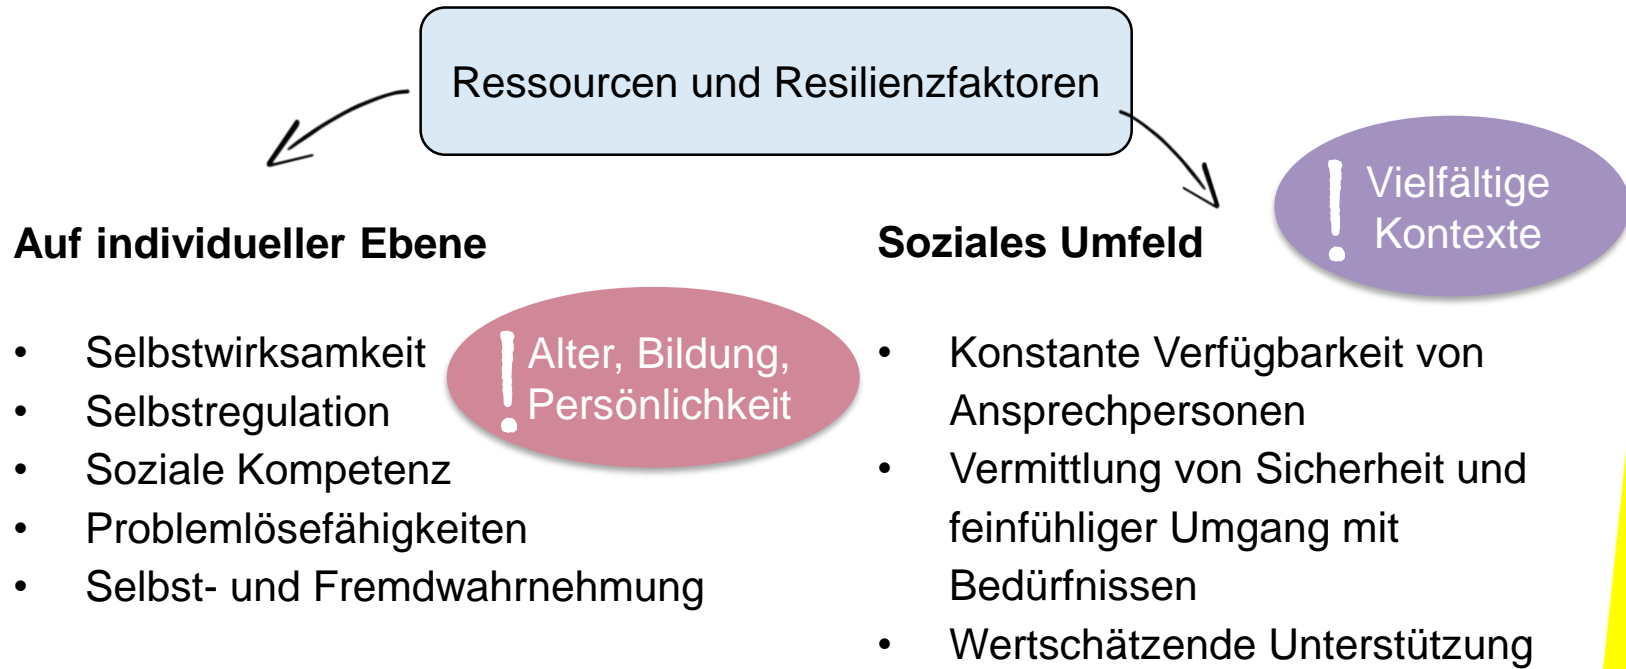 Ressourcen und Resilienzfaktoren
Auf individueller Ebene
• Selbstwirksamkeit
• Selbstregulation
• Soziale Kompetenz
• Problemlösefähigkeiten
• Selbst- und Fremdwahrnehmung
! Alter, Bildung,
Persönlichkeit
Soziales Umfeld
! Vielfältige
Kontexte
• Konstante Verfügbarkeit von
Ansprechpersonen
• Vermittlung von Sicherheit und
feinfühliger Umgang mit
Bedürfnissen
• Wertschätzende Unterstützung